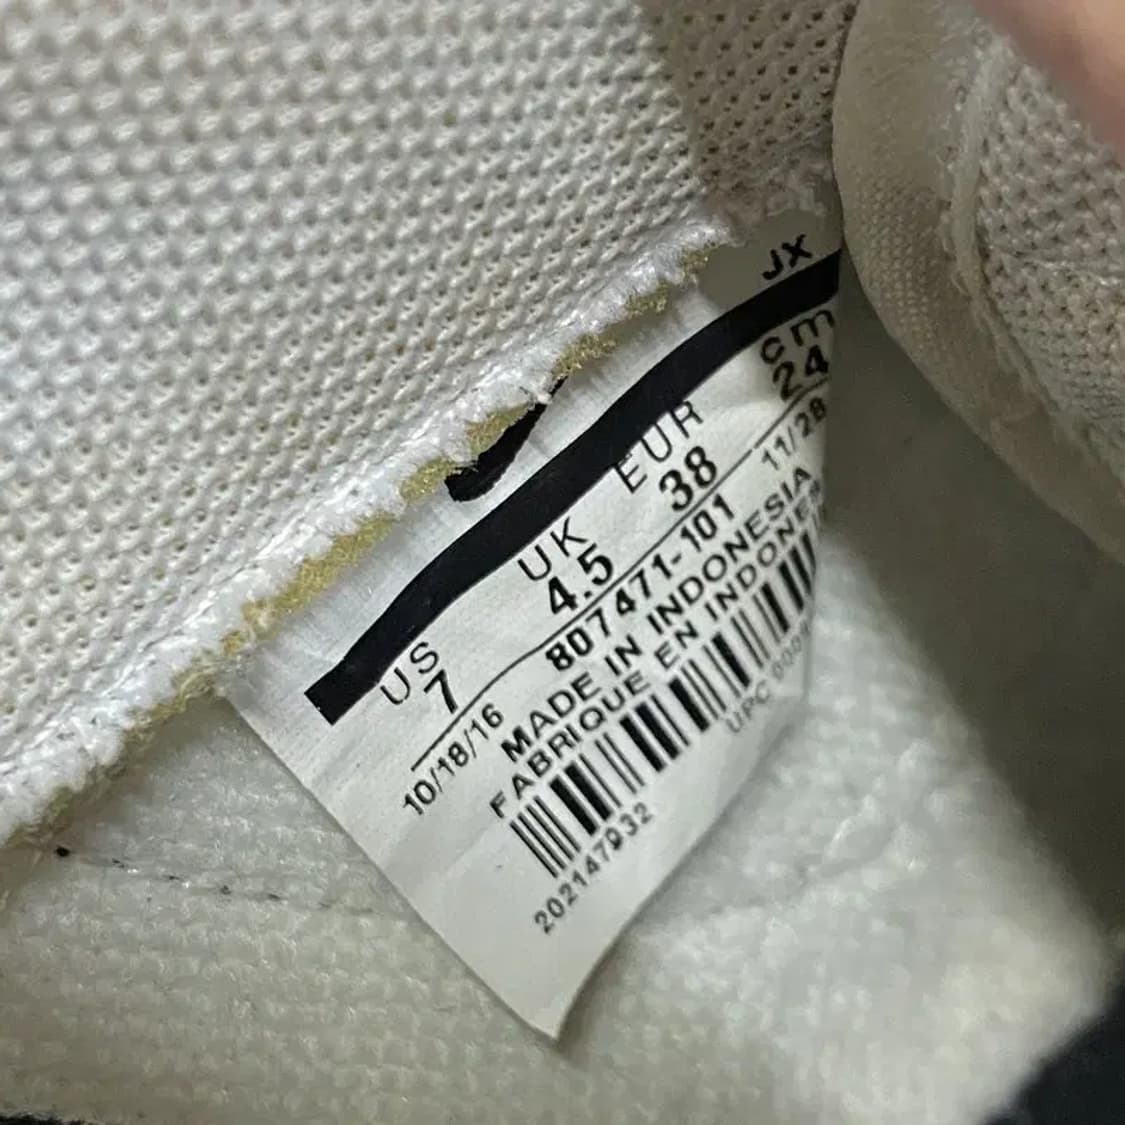 JX
US UK EUR cm
7 4.5 38 24
10/18/16 807471-101 11/28
MADE IN INDONESIA
FABRIQUE EN
UPC
202147932